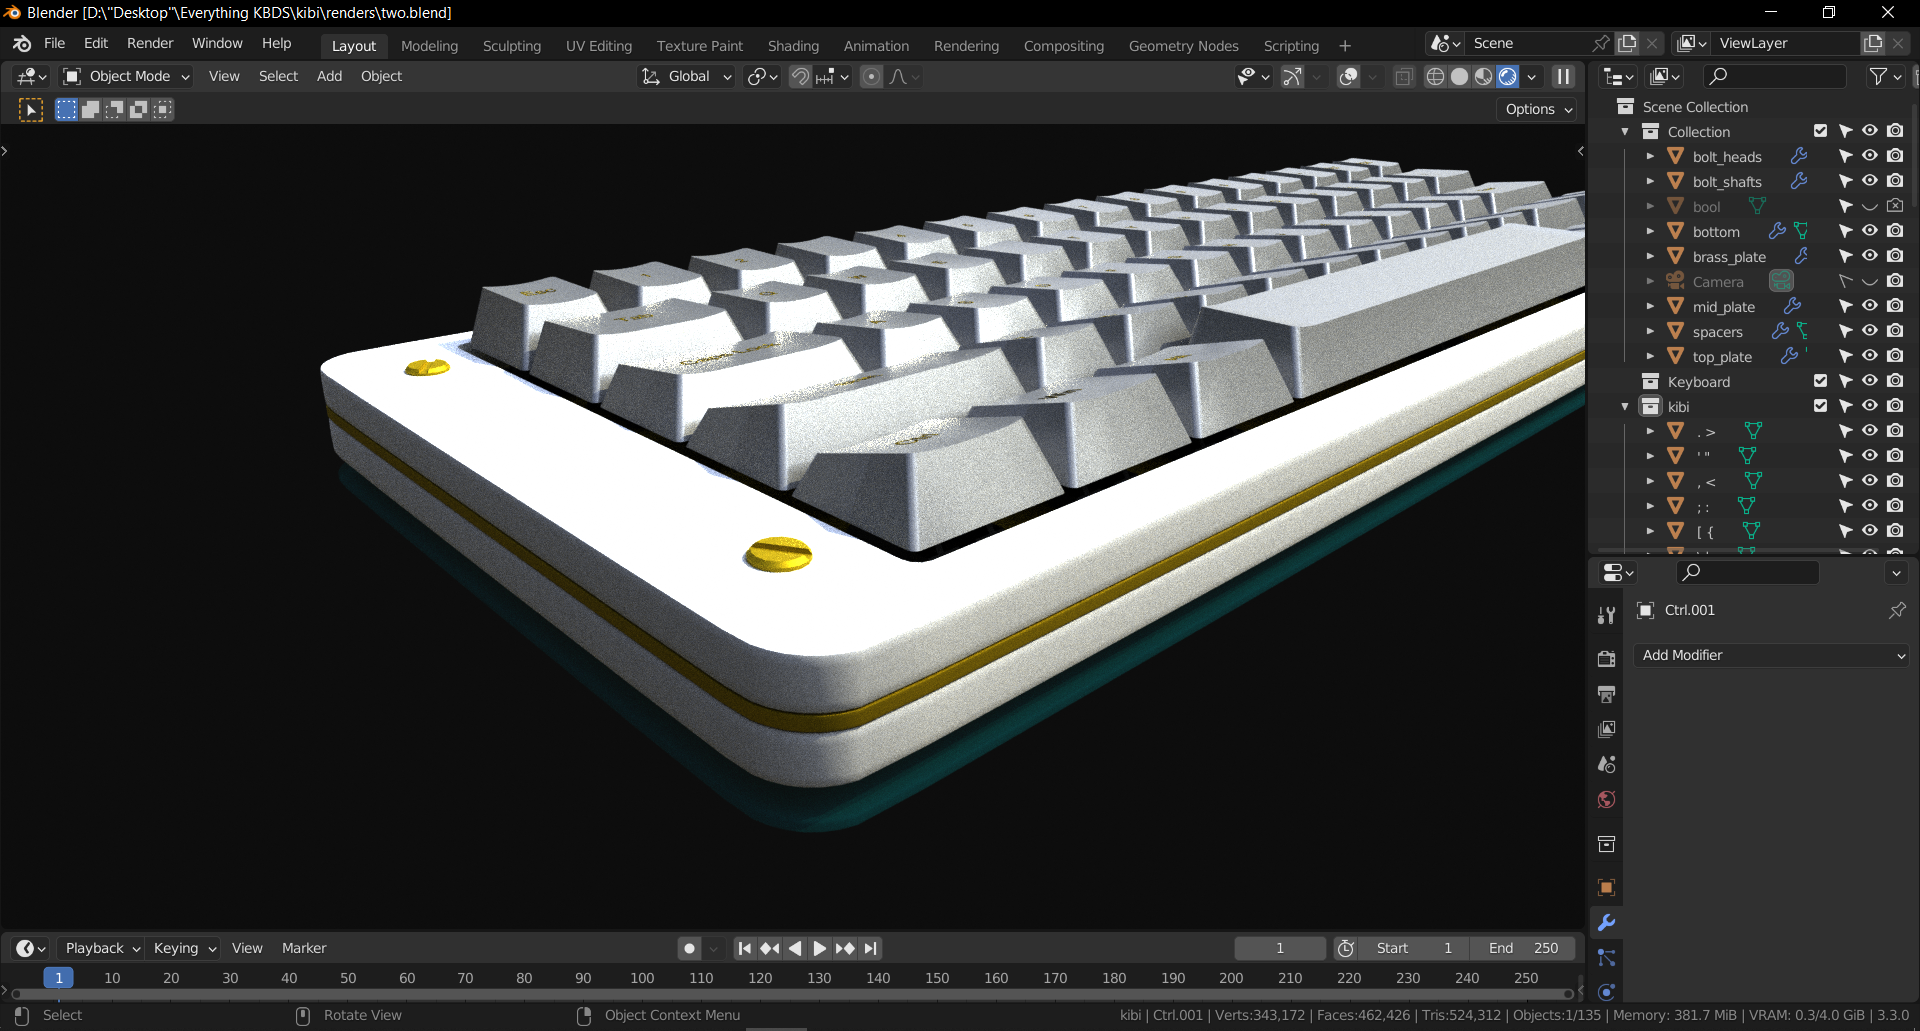 Blender [D:\"Desktop"\Everything KBDS\kibi\renders\two.blend]
File Edit Render Window Help Layout Modeling Sculpting UV Editing Texture Paint Shading Animation Rendering Compositing Geometry Nodes Scripting + Scene ViewLayer
Object Mode View Select Add Object Global
Options
Scene Collection
Collection
bolt_heads
bolt_shafts
bool
bottom
brass_plate
Camera
mid_plate
spacers
top_plate
Keyboard
kibi
. >
' "
, <
; :
[ {
Esc
Tab
Ctrl
Ctrl.001
Add Modifier
Playback Keying View Marker 1 Start 1 End 250
1 10 20 30 40 50 60 70 80 90 100 110 120 130 140 150 160 170 180 190 200 210 220 230 240 250
Select Rotate View Object Context Menu kibi | Ctrl.001 | Verts:343,172 | Faces:462,426 | Tris:524,312 | Objects:1/135 | Memory: 381.7 MiB | VRAM: 0.3/4.0 GiB | 3.3.0